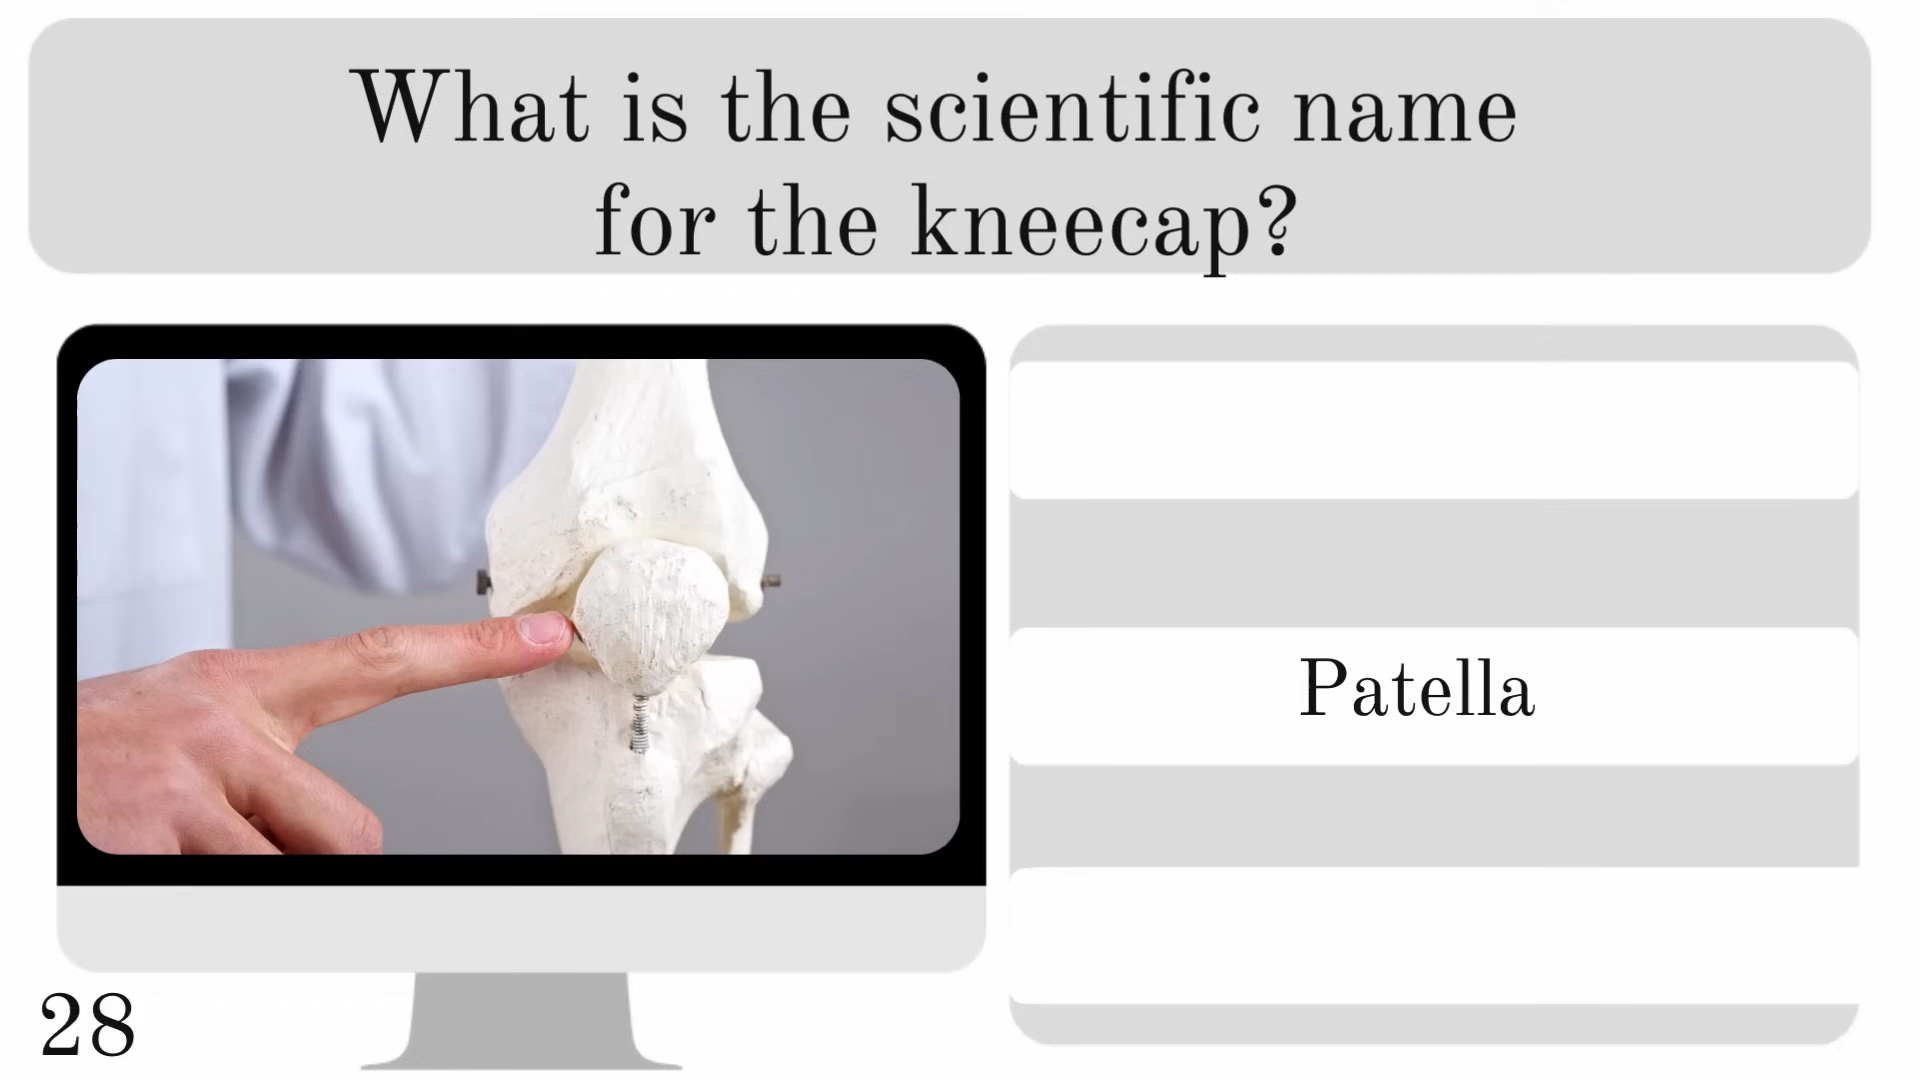 What is the scientific name
for the kneecap?
Patella
28